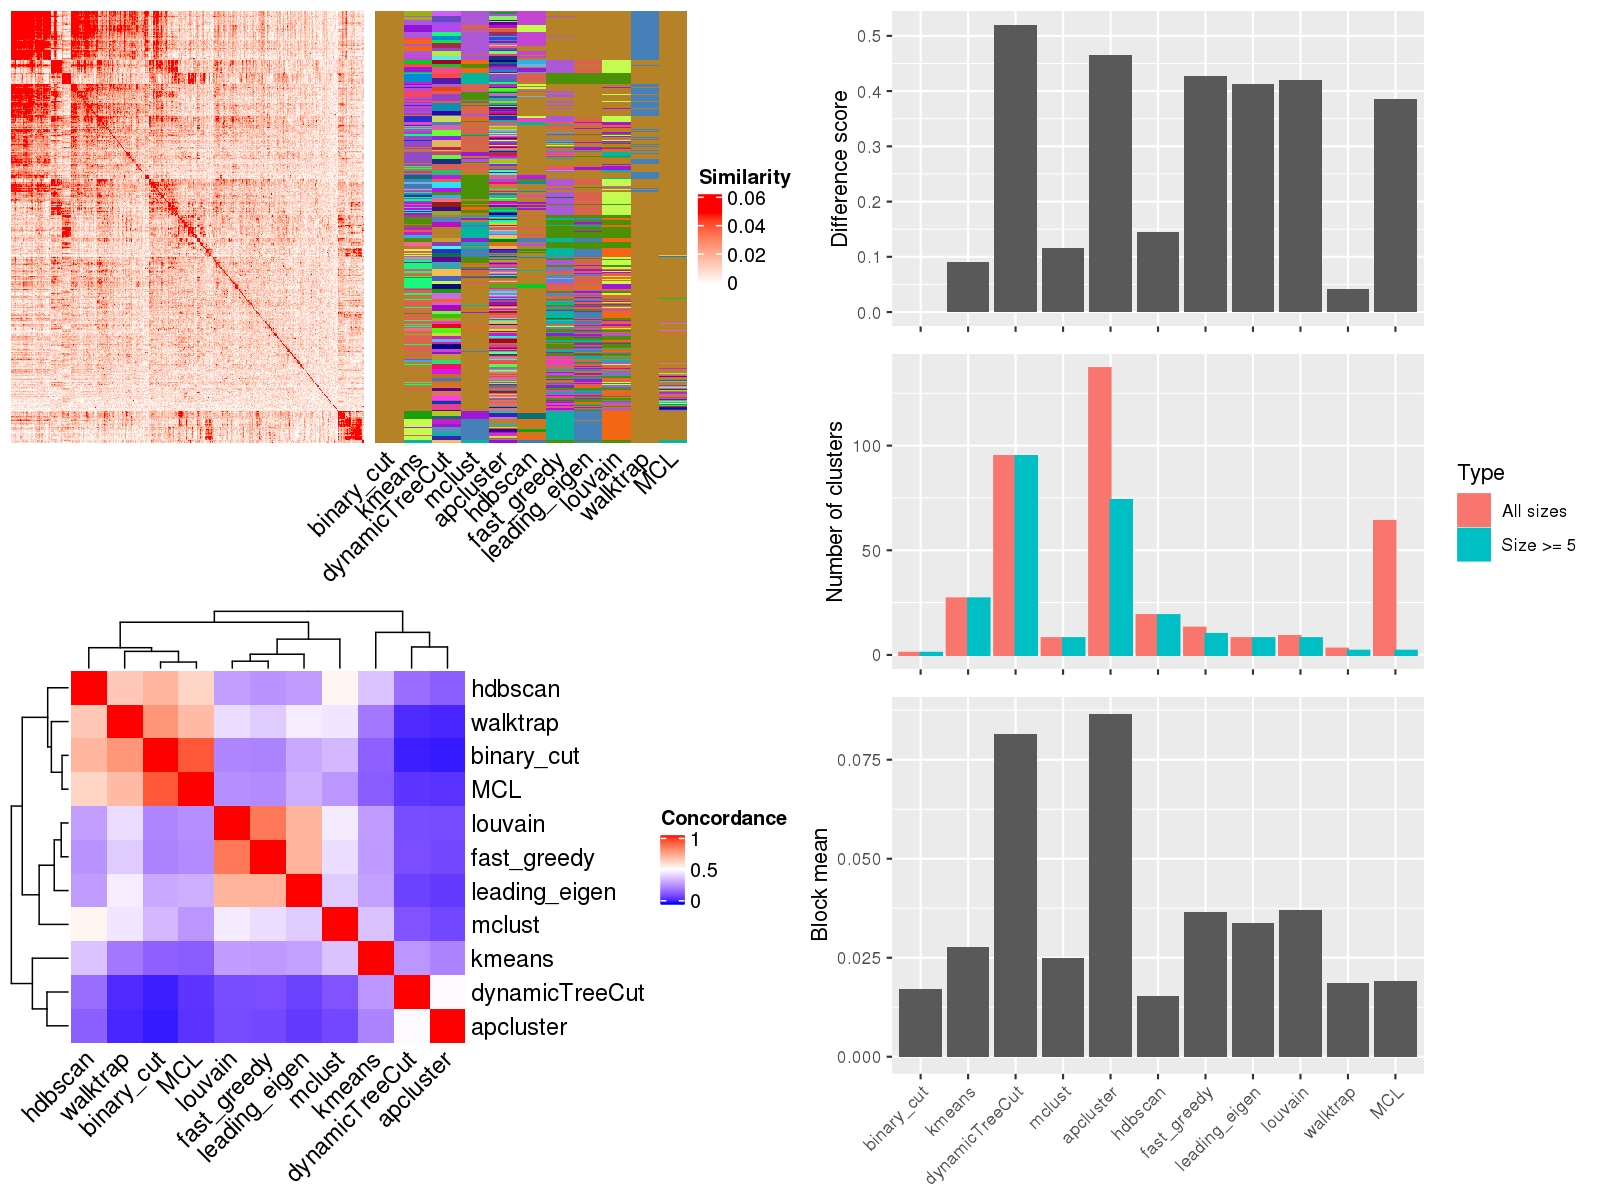 Similarity
0.06
0.04
0.02
0
binary_cut
kmeans
dynamicTreeCut
mclust
apcluster
hdbscan
fast_greedy
leading_eigen
louvain
walktrap
MCL
hdbscan
walktrap
binary_cut
MCL
louvain
fast_greedy
leading_eigen
mclust
kmeans
dynamicTreeCut
apcluster
hdbscan
walktrap
binary_cut
MCL
louvain
fast_greedy
leading_eigen
mclust
kmeans
dynamicTreeCut
apcluster
Concordance
1
0.5
0
Difference score
0.5
0.4
0.3
0.2
0.1
0.0
Number of clusters
100
50
0
Type
All sizes
Size >= 5
Block mean
0.075
0.050
0.025
0.000
binary_cut
kmeans
dynamicTreeCut
mclust
apcluster
hdbscan
fast_greedy
leading_eigen
louvain
walktrap
MCL